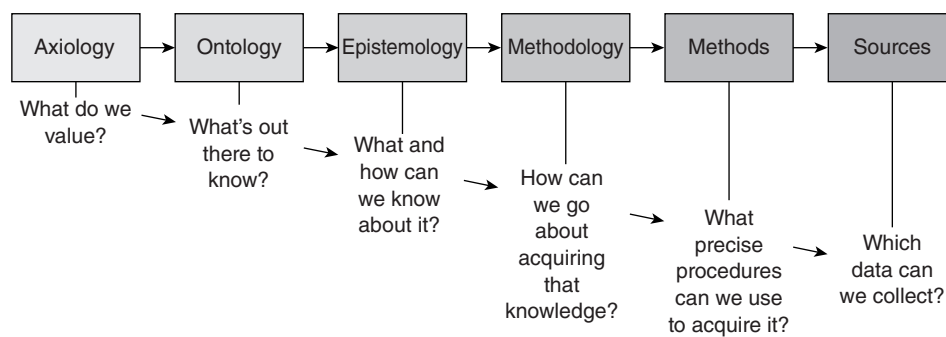 Axiology
Ontology
Epistemology
Methodology
Methods
Sources
What do we
value?
What’s out
there to
know?
What and
how can
we know
about it?
How can
we go
about
acquiring
that
knowledge?
What
precise
procedures
can we use
to acquire it?
Which
data can
we collect?